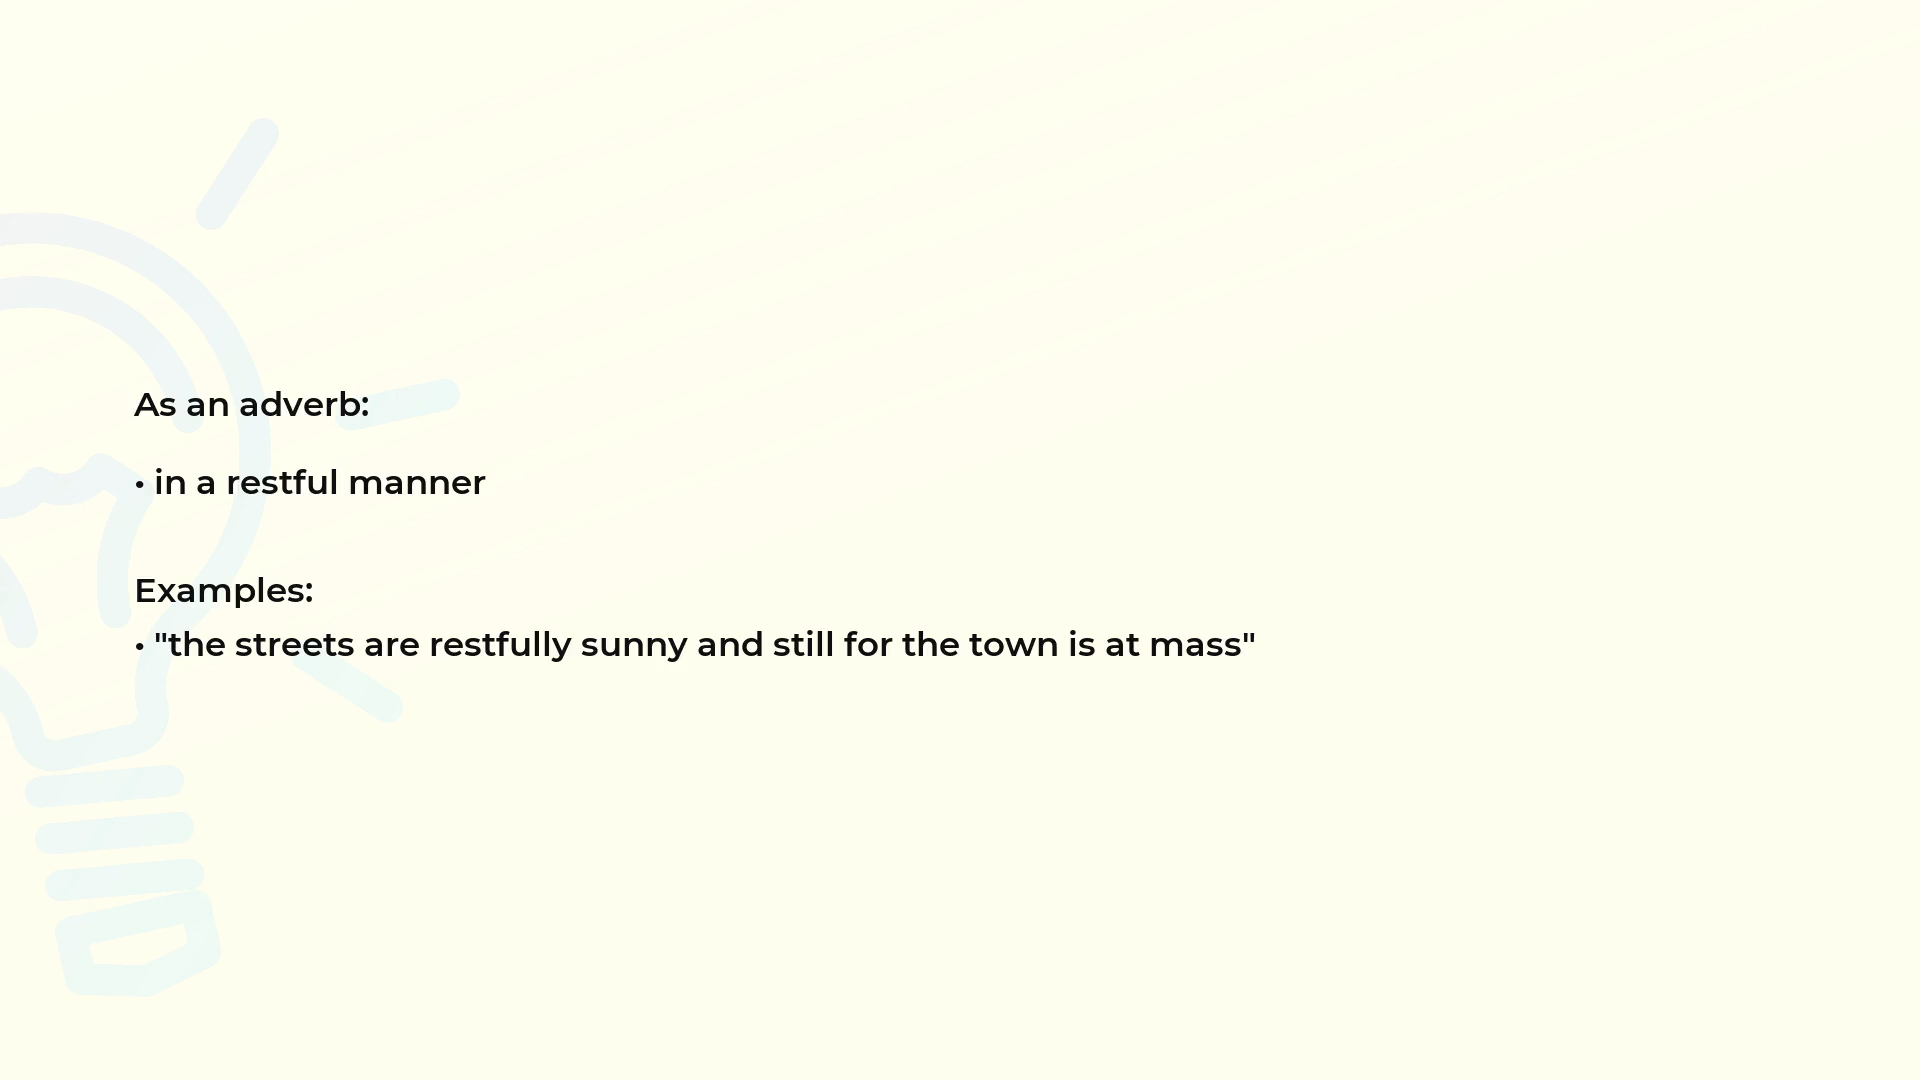 As an adverb:
• in a restful manner
Examples:
• "the streets are restfully sunny and still for the town is at mass"